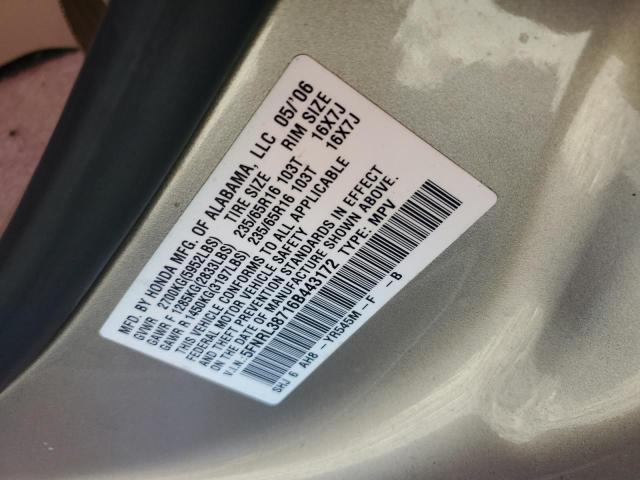 MFD. BY HONDA MFG. OF ALABAMA, LLC 05/'06
GVWR 2700KG(5952LBS) TIRE SIZE RIM SIZE
GAWR F 1285KG(2833LBS) 235/65R16 103T 16X7J
GAWR R 1450KG(3197LBS) 235/65R16 103T 16X7J
THIS VEHICLE CONFORMS TO ALL APPLICABLE
FEDERAL MOTOR VEHICLE SAFETY
AND THEFT PREVENTION STANDARDS IN EFFECT
ON THE DATE OF MANUFACTURE SHOWN ABOVE.
V.I.N. 5FNRL38716B443172 TYPE: MPV
SHJ 6 AH8 - YR545M - F - B